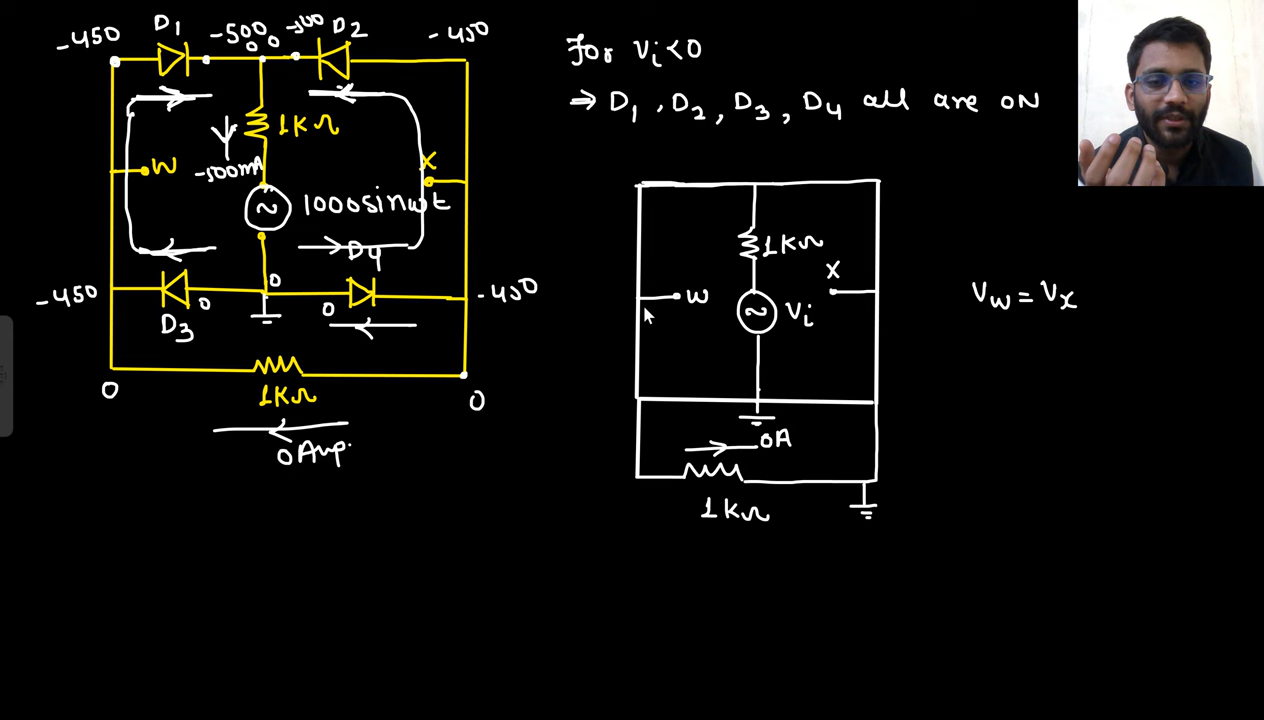 D1 D2
-450 -500 -500 -450
1KΩ
-500mA
W X
1000sinωt
D4
-450 0 0 0 -450
D3
1KΩ
0 0
0Amp.
For Vi<0
⇒ D1, D2, D3, D4 all are ON
1KΩ
X
W Vi
0A
1KΩ
Vw = Vx